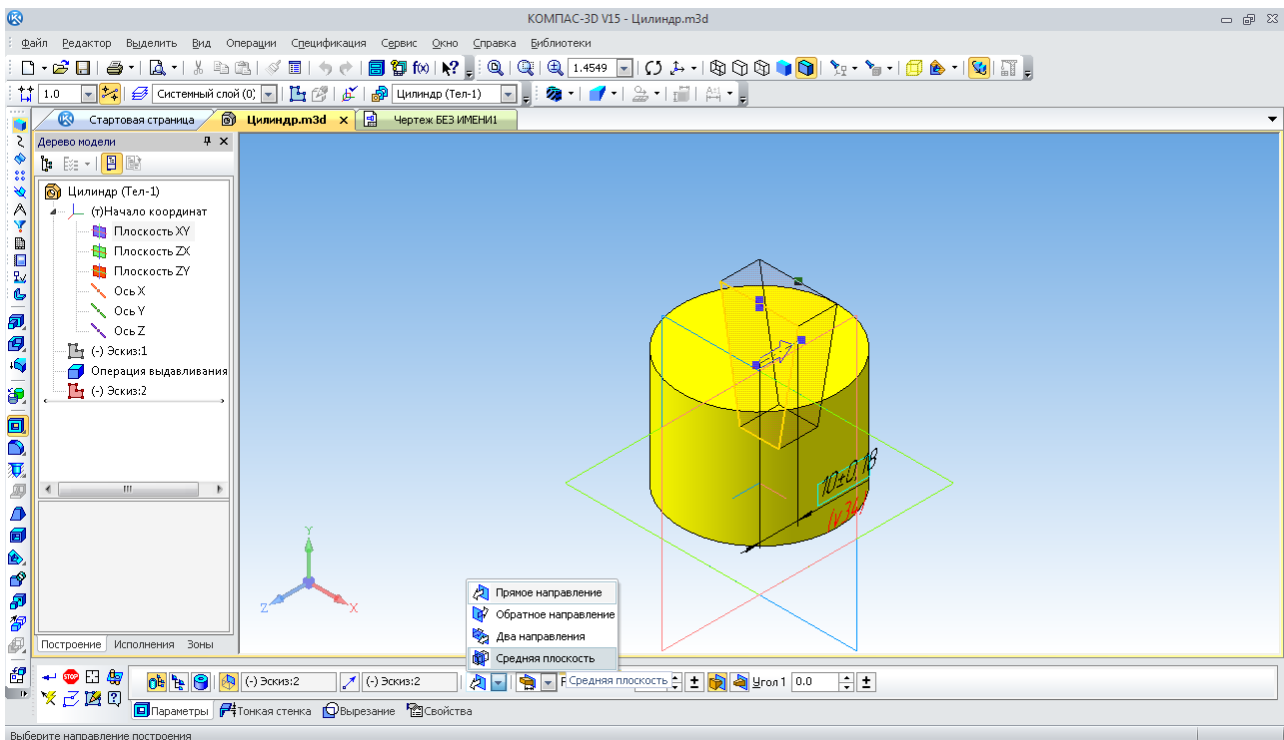 КОМПАС-3D V15 - Цилиндр.m3d
Файл Редактор Выделить Вид Операции Спецификация Сервис Окно Справка Библиотеки
f(x) 1.4549
1.0 Системный слой (0; Цилиндр (Тел-1)
Стартовая страница Цилиндр.m3d Чертеж БЕЗ ИМЕНИ1
Дерево модели
Цилиндр (Тел-1)
(т)Начало координат
Плоскость XY
Плоскость ZX
Плоскость ZY
Ось X
Ось Y
Ось Z
(-) Эскиз:1
Операция выдавливания
(-) Эскиз:2
10±0,18
Y
Z
X
Прямое направление
Обратное направление
Два направления
Средняя плоскость
Построение Исполнения Зоны
STOP (-) Эскиз:2 (-) Эскиз:2 Средняя плоскость Угол 1 0.0
Параметры Тонкая стенка Вырезание Свойства
Выберите направление построения